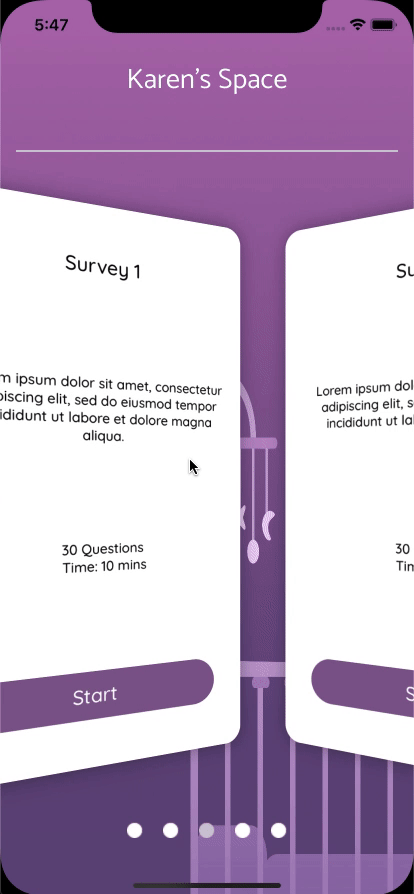 5:47
Karen's Space
Survey 1
Su
m ipsum dolor sit amet, consectetur
piscing elit, sed do eiusmod tempor
ididunt ut labore et dolore magna
aliqua.
Lorem ipsum dol
adipiscing elit, s
incididunt ut lab
30 Questions
Time: 10 mins
30
Tim
Start
S